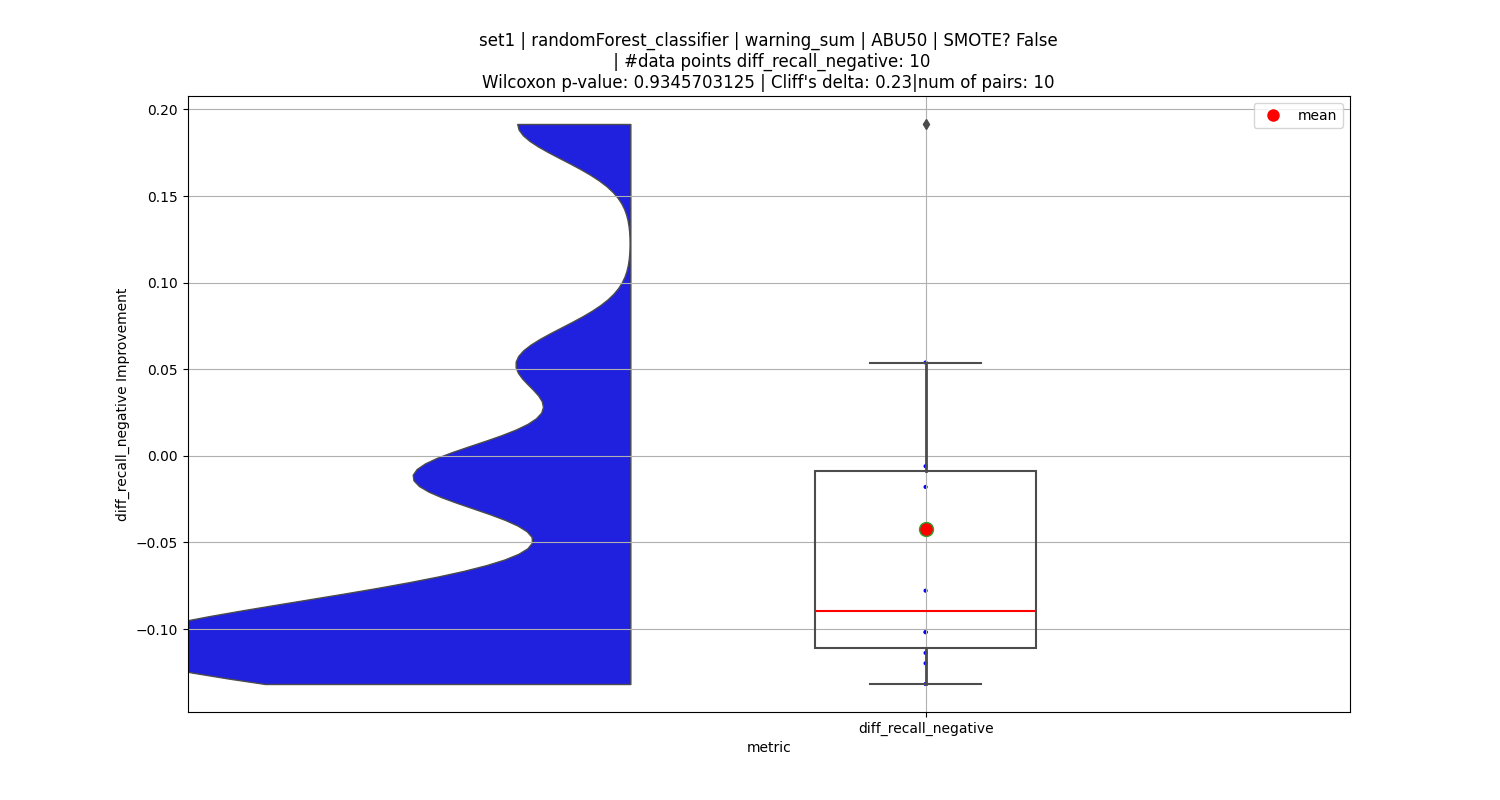 set1 | randomForest_classifier | warning_sum | ABU50 | SMOTE? False
| #data points diff_recall_negative: 10
Wilcoxon p-value: 0.9345703125 | Cliff's delta: 0.23|num of pairs: 10
mean
0.20
0.15
0.10
0.05
0.00
−0.05
−0.10
diff_recall_negative Improvement
diff_recall_negative
metric